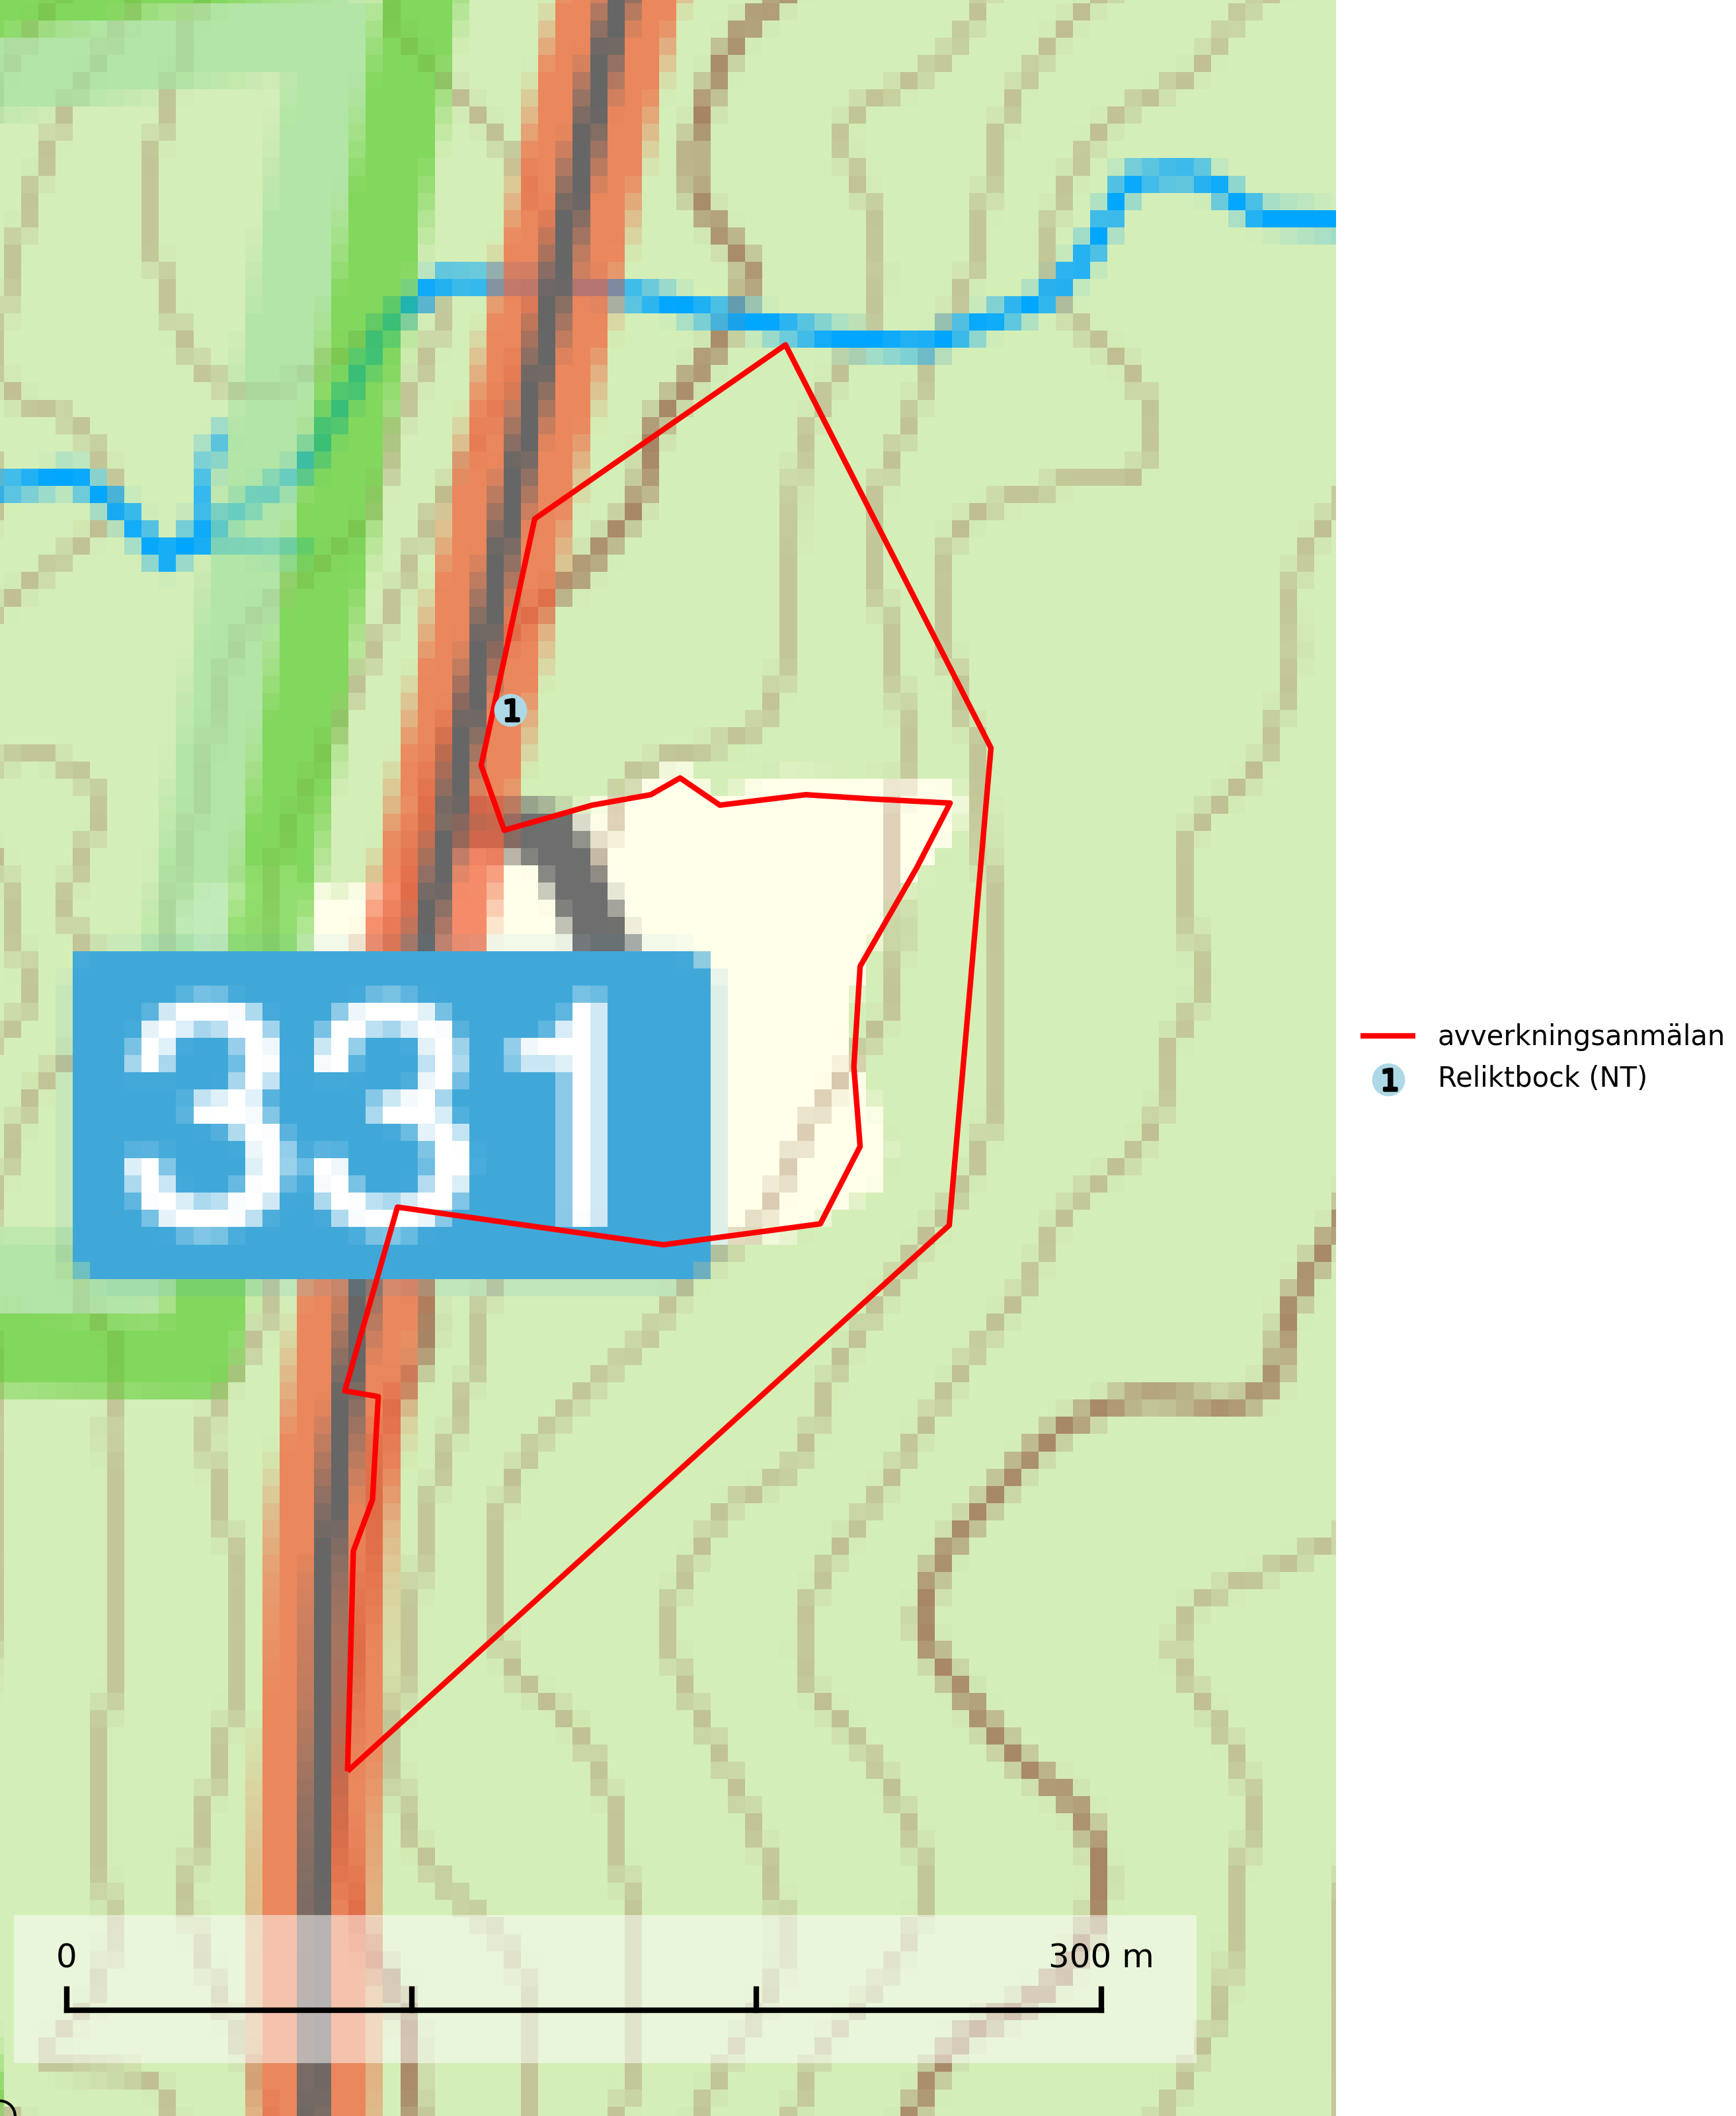 1
331
avverkningsanmälan
1 Reliktbock (NT)
0 300 m